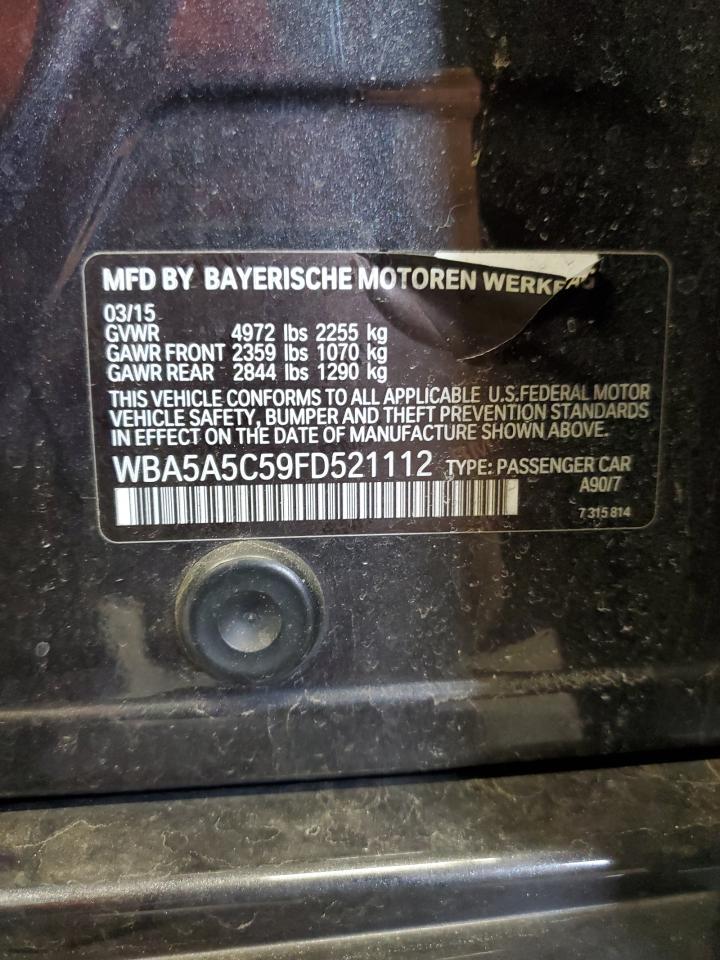 MFD BY BAYERISCHE MOTOREN WERKE AG
03/15
GVWR 4972 lbs 2255 kg
GAWR FRONT 2359 lbs 1070 kg
GAWR REAR 2844 lbs 1290 kg
THIS VEHICLE CONFORMS TO ALL APPLICABLE U.S.FEDERAL MOTOR
VEHICLE SAFETY, BUMPER AND THEFT PREVENTION STANDARDS
IN EFFECT ON THE DATE OF MANUFACTURE SHOWN ABOVE.
WBA5A5C59FD521112 TYPE: PASSENGER CAR
A90/7
7 315 814